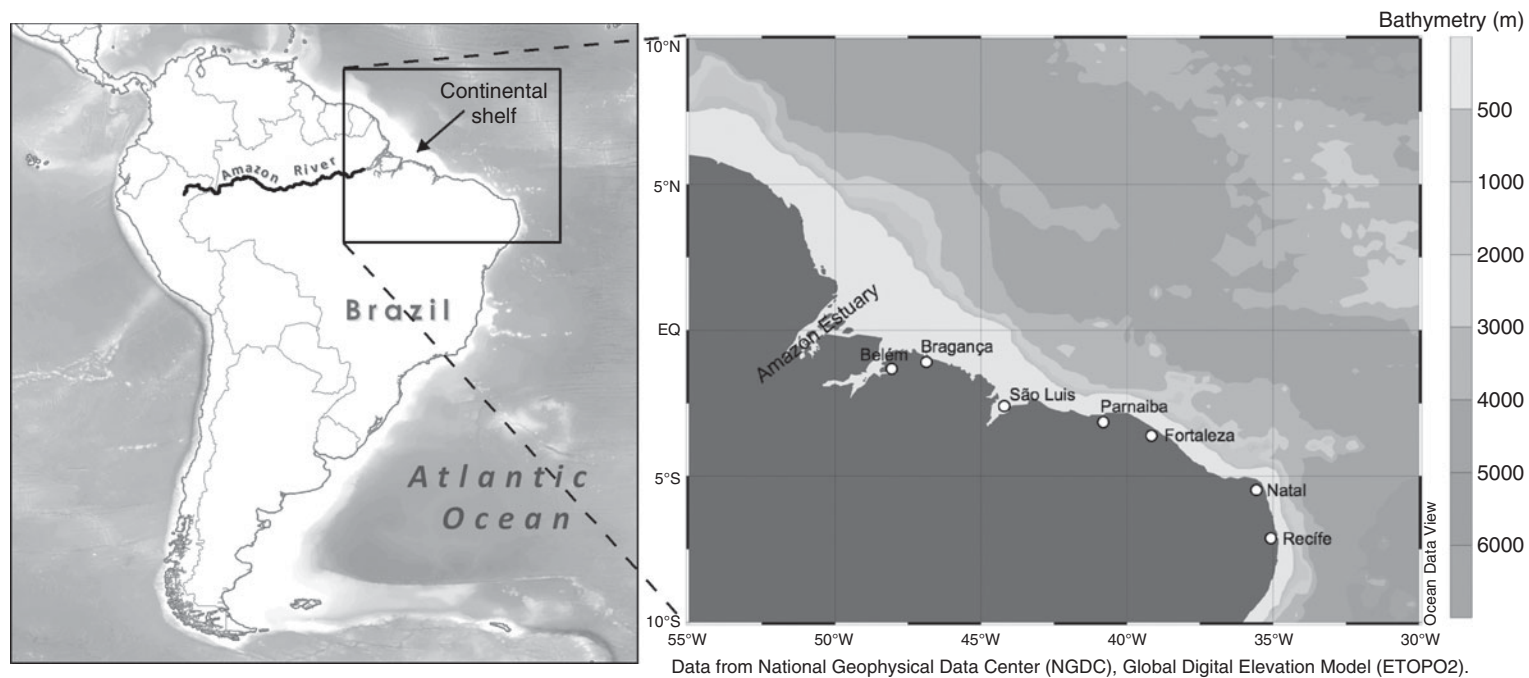 Continental
shelf
Amazon River
Brazil
Atlantic
Ocean
Bathymetry (m)
10°N
5°N
EQ
5°S
10°S
55°W
50°W
45°W
40°W
35°W
30°W
Amazon Estuary
Belém
Bragança
São Luis
Parnaiba
Fortaleza
Natal
Recífe
Ocean Data View
500
1000
2000
3000
4000
5000
6000
Data from National Geophysical Data Center (NGDC), Global Digital Elevation Model (ETOPO2).